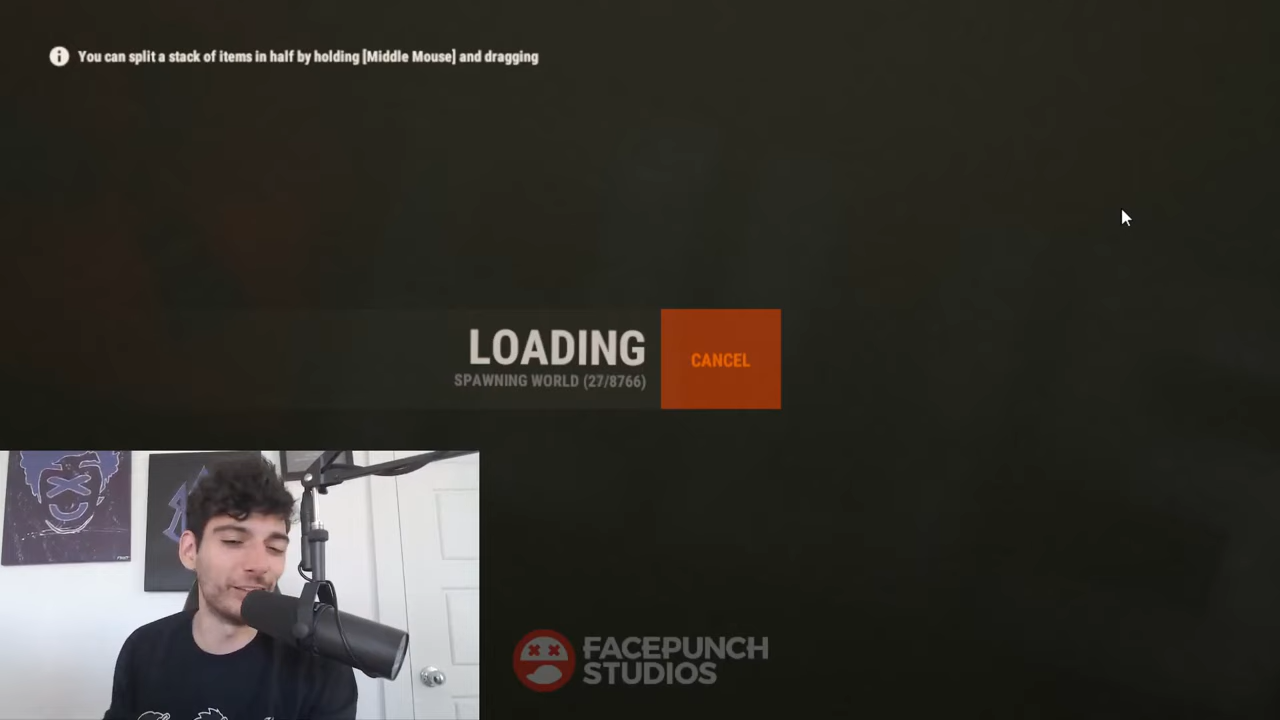 You can split a stack of items in half by holding [Middle Mouse] and dragging
LOADING
SPAWNING WORLD (27/8766)
CANCEL
FACEPUNCH
STUDIOS